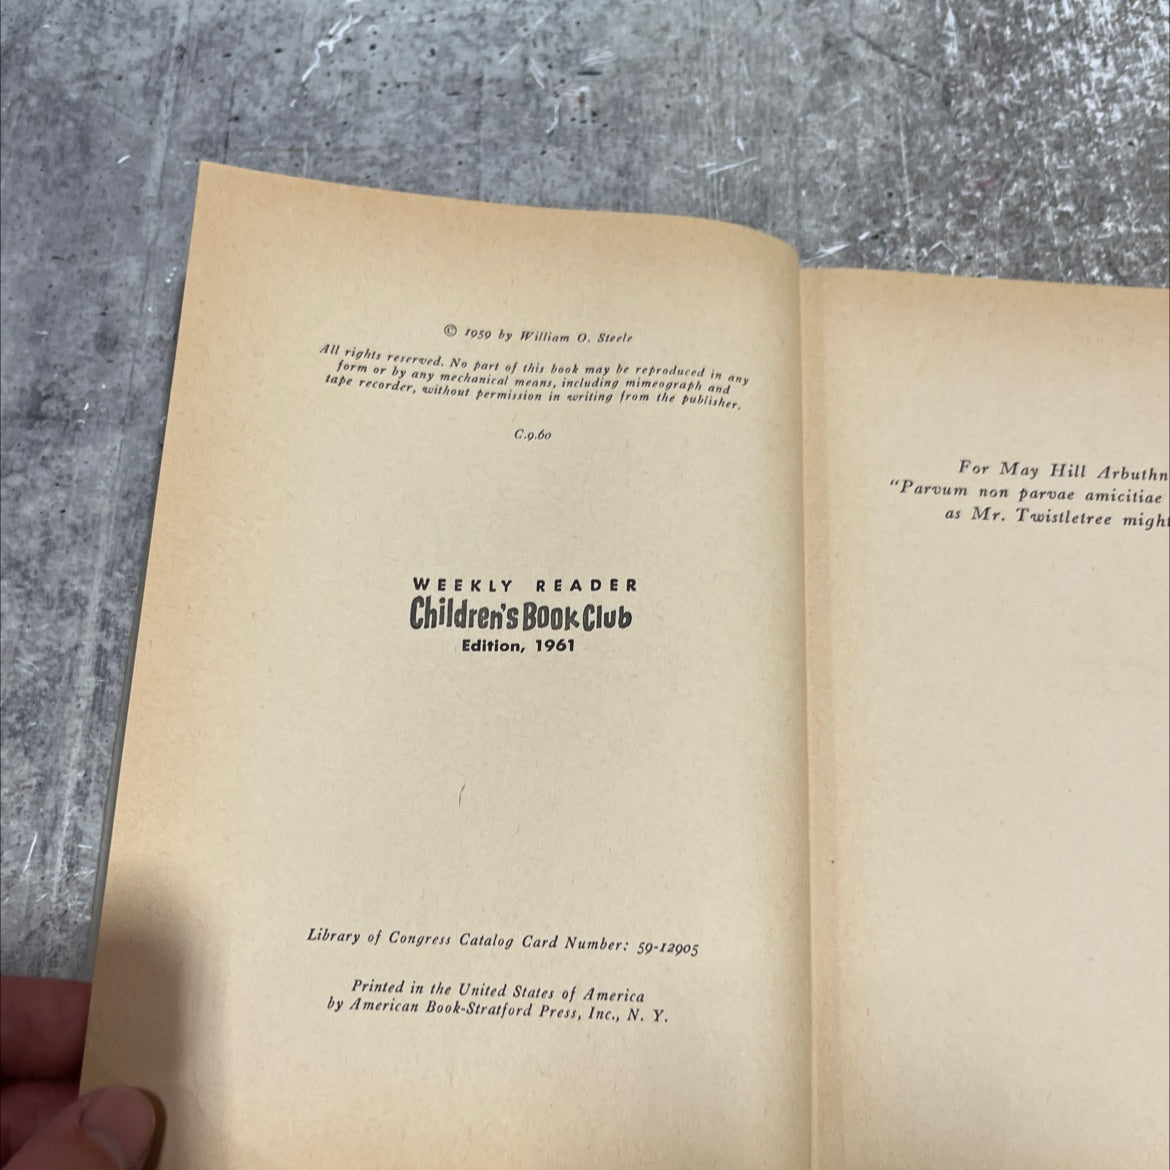 © 1959 by William O. Steele
All rights reserved. No part of this book may be reproduced in any
form or by any mechanical means, including mimeograph and
tape recorder, without permission in writing from the publisher.
C.9.60
WEEKLY READER
Children's Book Club
Edition, 1961
Library of Congress Catalog Card Number: 59-12905
Printed in the United States of America
by American Book-Stratford Press, Inc., N. Y.
For May Hill Arbuthn
"Parvum non parvae amicitiae
as Mr. Twistletree might